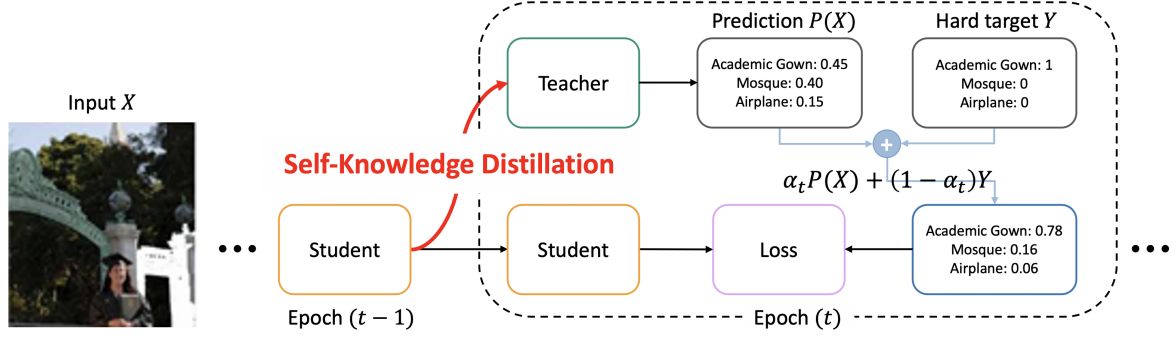 Input X
Self-Knowledge Distillation
Student
Epoch (t − 1)
Teacher
Prediction P(X)
Academic Gown: 0.45
Mosque: 0.40
Airplane: 0.15
Hard target Y
Academic Gown: 1
Mosque: 0
Airplane: 0
+
α_t P(X) + (1 − α_t)Y
Student
Loss
Academic Gown: 0.78
Mosque: 0.16
Airplane: 0.06
Epoch (t)